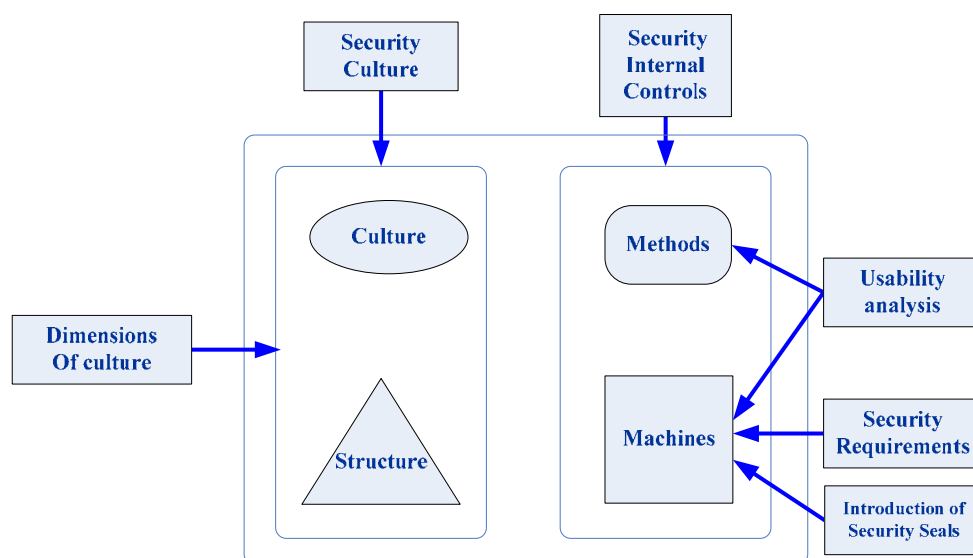 Security
Culture
Security
Internal
Controls
Culture
Methods
Usability
analysis
Dimensions
Of culture
Structure
Machines
Security
Requirements
Introduction of
Security Seals